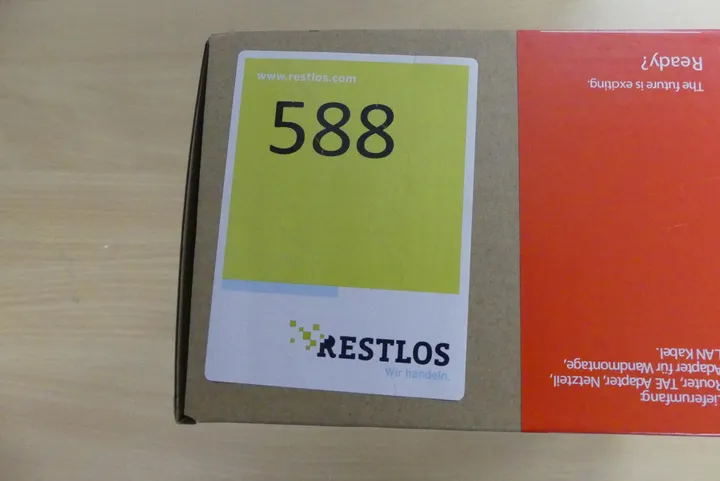 www.restlos.com
588
RESTLOS
Wir handeln.
The future is exciting.
Ready?
Lieferumfang:
Router, TAE Adapter, Netzteil,
Adapter für Wandmontage,
LAN Kabel.